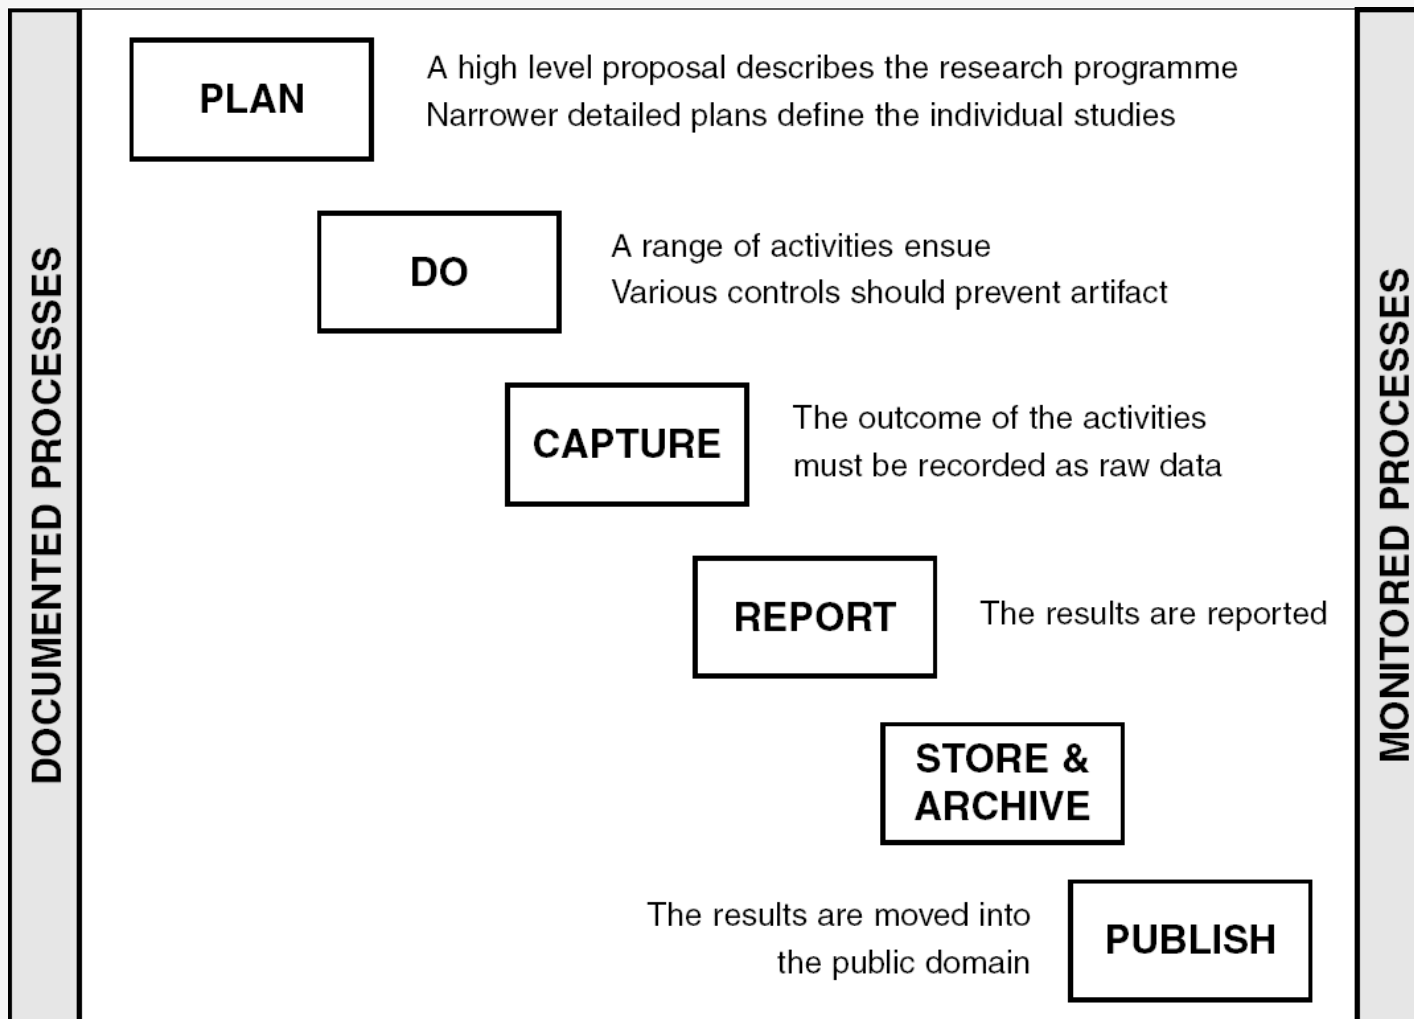 DOCUMENTED PROCESSES
PLAN
A high level proposal describes the research programme
Narrower detailed plans define the individual studies
DO
A range of activities ensue
Various controls should prevent artifact
CAPTURE
The outcome of the activities
must be recorded as raw data
REPORT
The results are reported
STORE &
ARCHIVE
The results are moved into
the public domain
PUBLISH
MONITORED PROCESSES